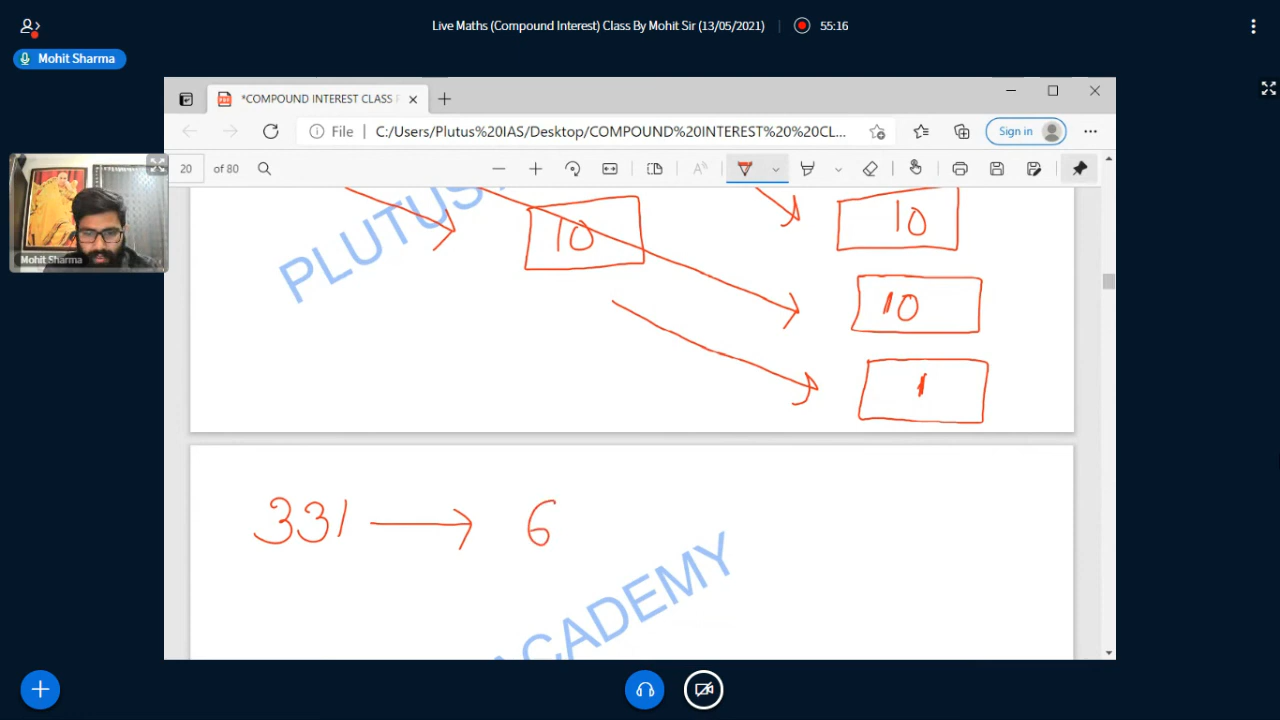 Live Maths (Compound Interest) Class By Mohit Sir (13/05/2021)
55:16
Mohit Sharma
*COMPOUND INTEREST CLASS P
File
C:/Users/Plutus%20IAS/Desktop/COMPOUND%20INTEREST%20%20CL...
Sign in
20 of 80
PLUTUS
10
10
10
1
Mohit Sharma
331 → 6
ACADEMY